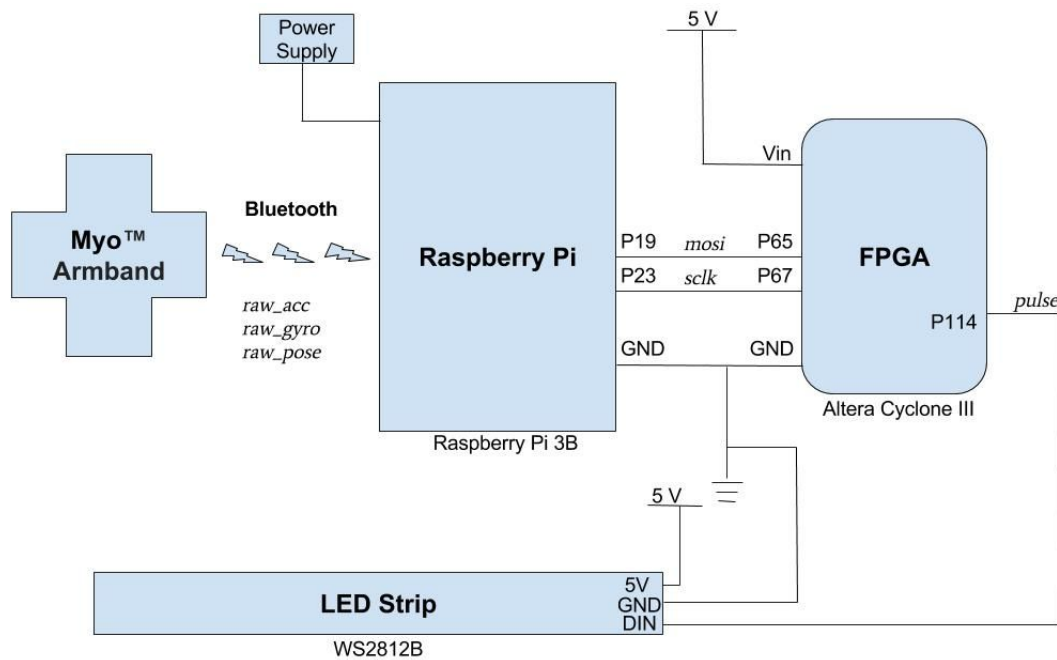 Power
Supply
5 V
Vin
Myo™
Armband
Bluetooth
raw_acc
raw_gyro
raw_pose
Raspberry Pi
P19 mosi P65
P23 sclk P67
GND GND
FPGA
P114
pulse
Altera Cyclone III
Raspberry Pi 3B
5 V
LED Strip
5V
GND
DIN
WS2812B